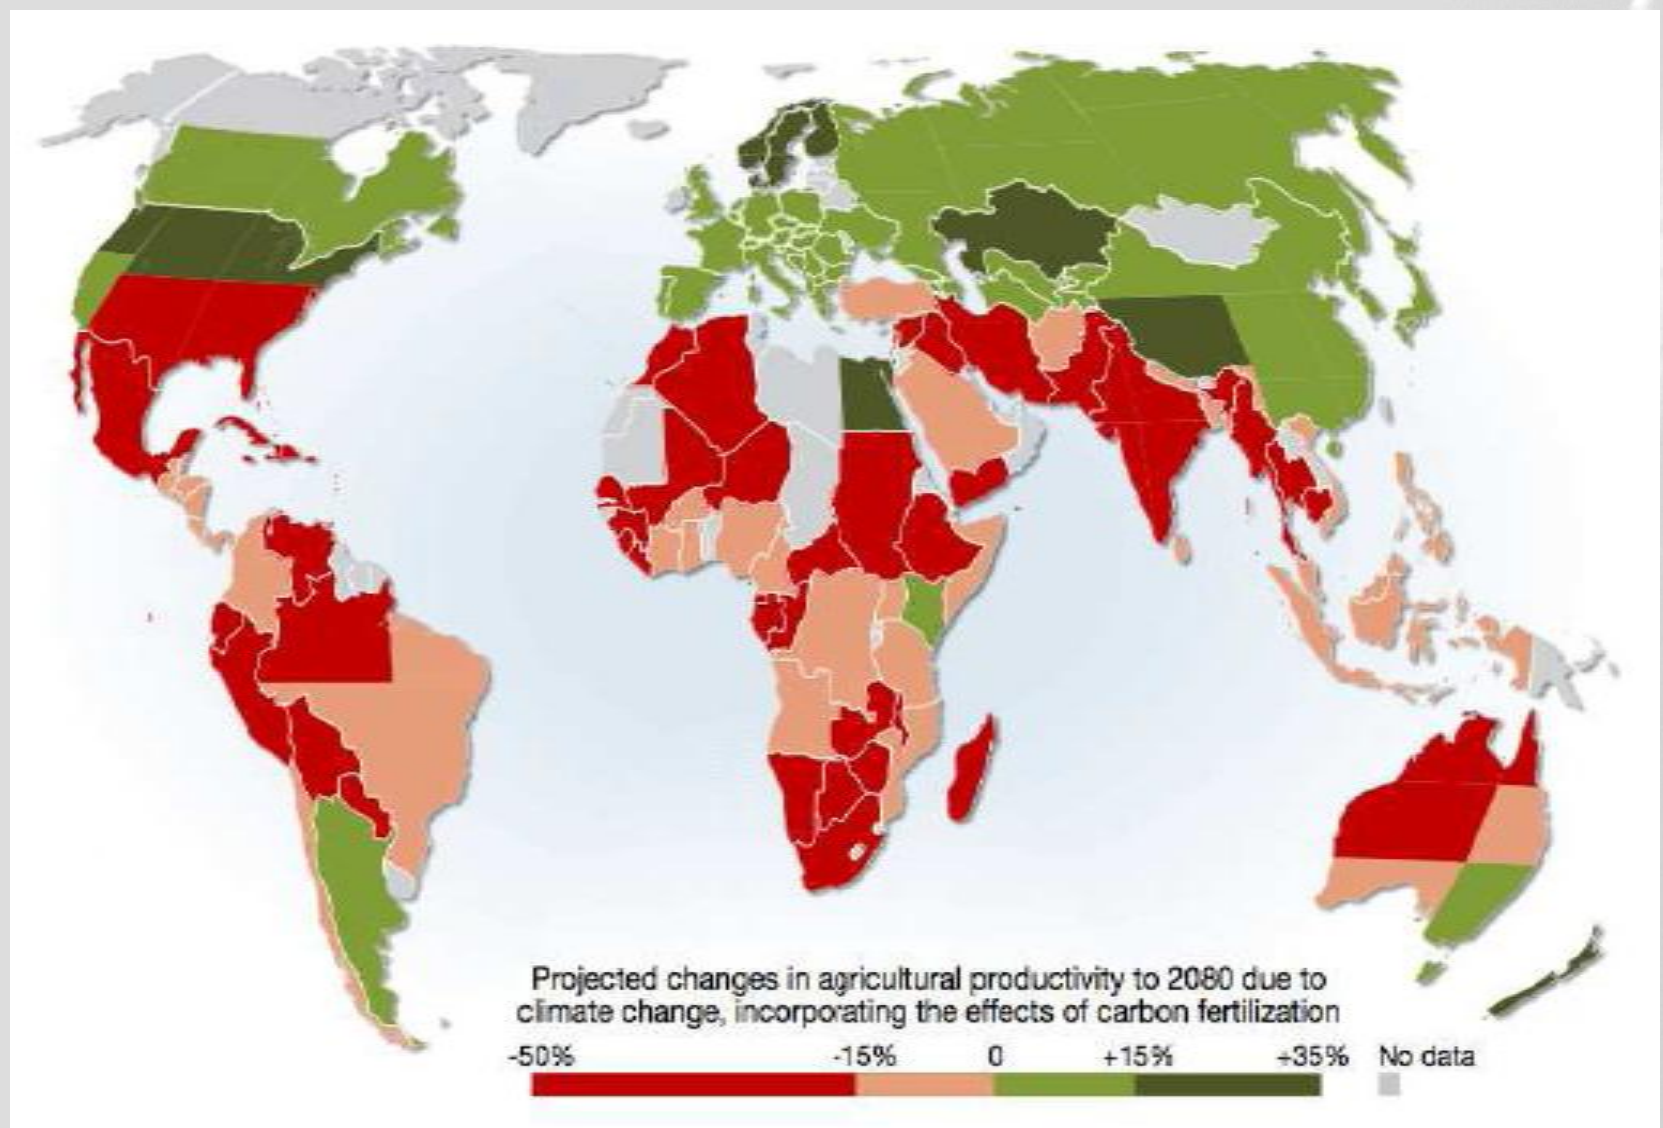 Projected changes in agricultural productivity to 2080 due to
climate change, incorporating the effects of carbon fertilization
-50% -15% 0 +15% +35% No data